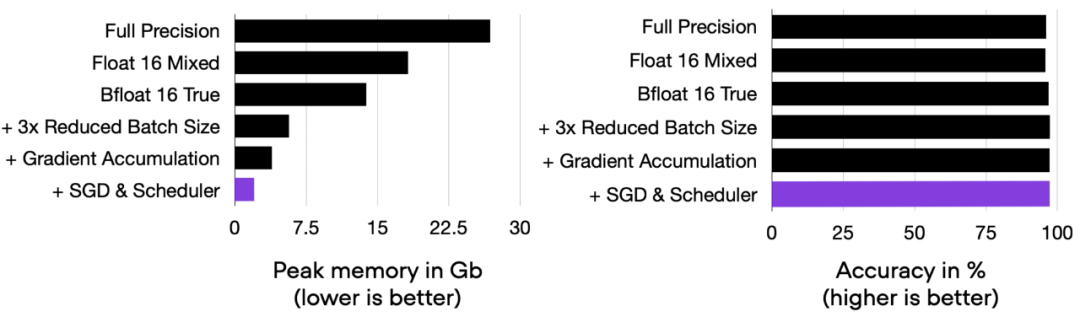 Full Precision
Float 16 Mixed
Bfloat 16 True
+ 3x Reduced Batch Size
+ Gradient Accumulation
+ SGD & Scheduler
0 7.5 15 22.5 30
Peak memory in Gb
(lower is better)
Full Precision
Float 16 Mixed
Bfloat 16 True
+ 3x Reduced Batch Size
+ Gradient Accumulation
+ SGD & Scheduler
0 25 50 75 100
Accuracy in %
(higher is better)